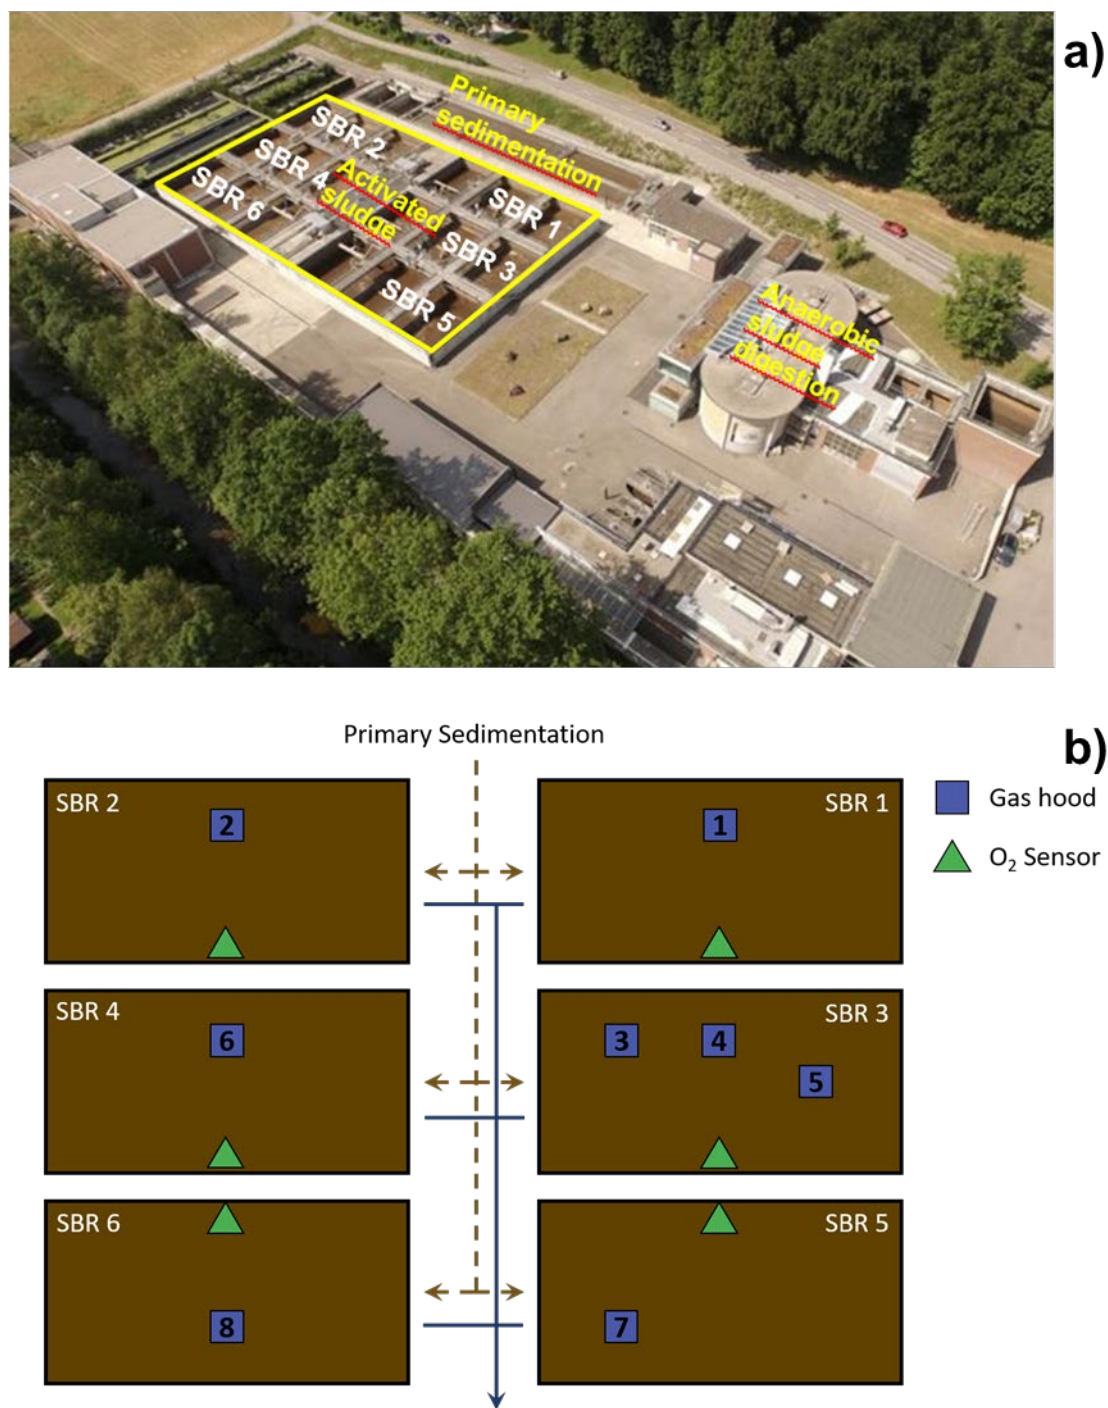 a)
Primary
sedimentation
SBR 2
SBR 4
Activated
sludge
SBR 6
SBR 1
SBR 3
SBR 5
Anaerobic
sludge
digestion
b)
Primary Sedimentation
SBR 2
2
SBR 1
1
Gas hood
O₂ Sensor
SBR 4
6
SBR 3
3
4
5
SBR 6
8
SBR 5
7